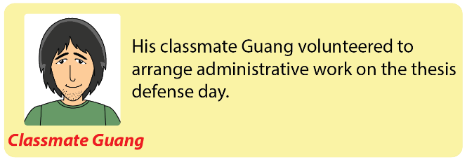 His classmate Guang volunteered to
arrange administrative work on the thesis
defense day.
Classmate Guang